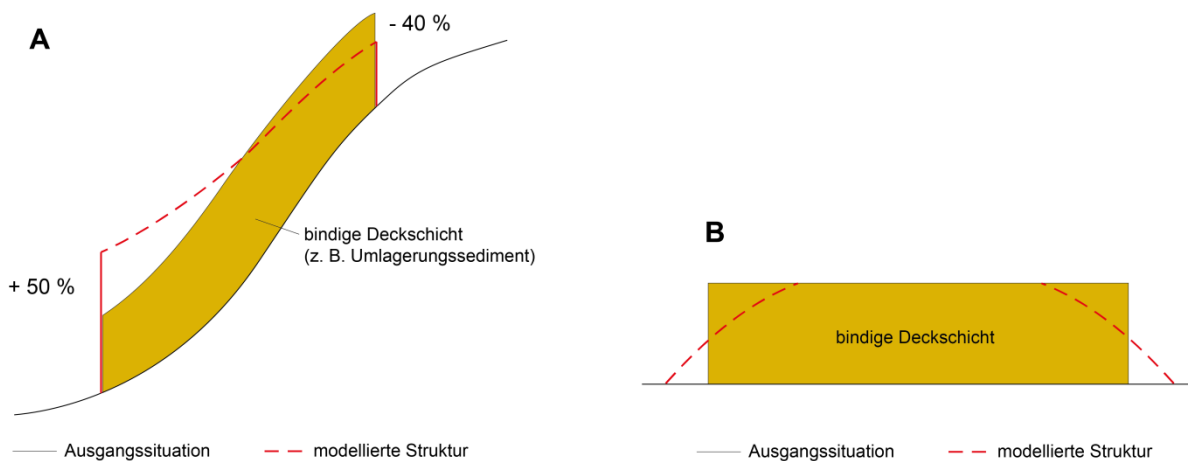 A
- 40 %
bindige Deckschicht
(z. B. Umlagerungssediment)
+ 50 %
Ausgangssituation
modellierte Struktur
B
bindige Deckschicht
Ausgangssituation
modellierte Struktur